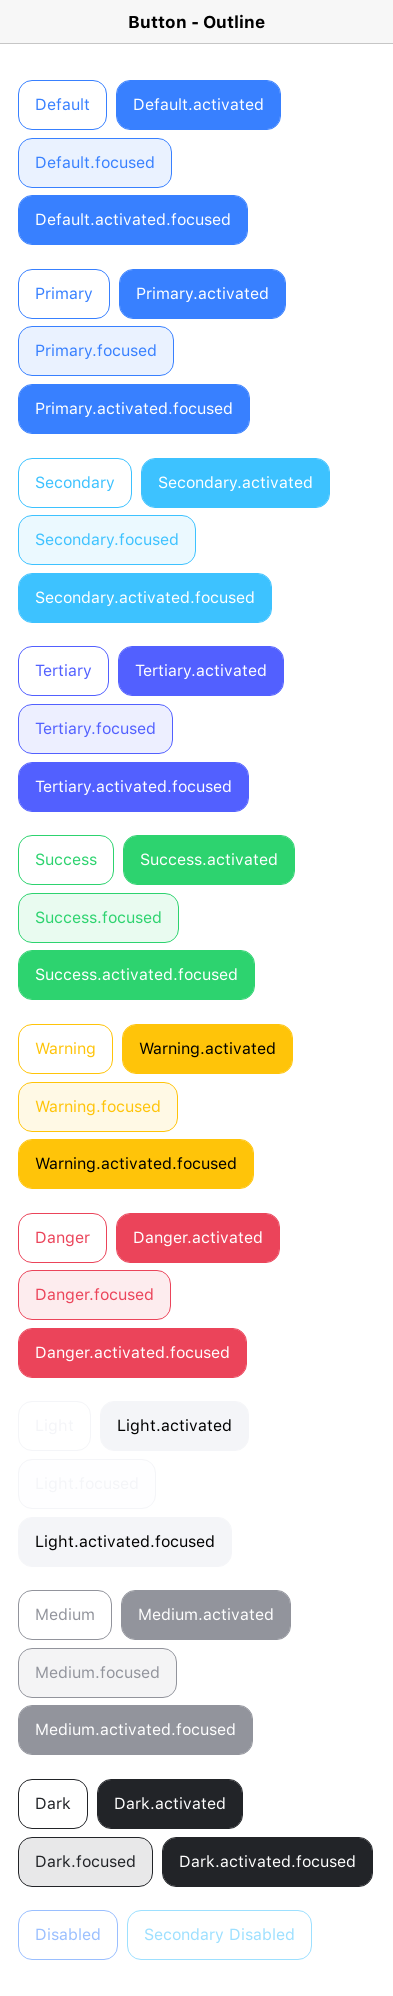 Button - Outline
Default Default.activated
Default.focused
Default.activated.focused
Primary Primary.activated
Primary.focused
Primary.activated.focused
Secondary Secondary.activated
Secondary.focused
Secondary.activated.focused
Tertiary Tertiary.activated
Tertiary.focused
Tertiary.activated.focused
Success Success.activated
Success.focused
Success.activated.focused
Warning Warning.activated
Warning.focused
Warning.activated.focused
Danger Danger.activated
Danger.focused
Danger.activated.focused
Light Light.activated
Light.focused
Light.activated.focused
Medium Medium.activated
Medium.focused
Medium.activated.focused
Dark Dark.activated
Dark.focused Dark.activated.focused
Disabled Secondary Disabled